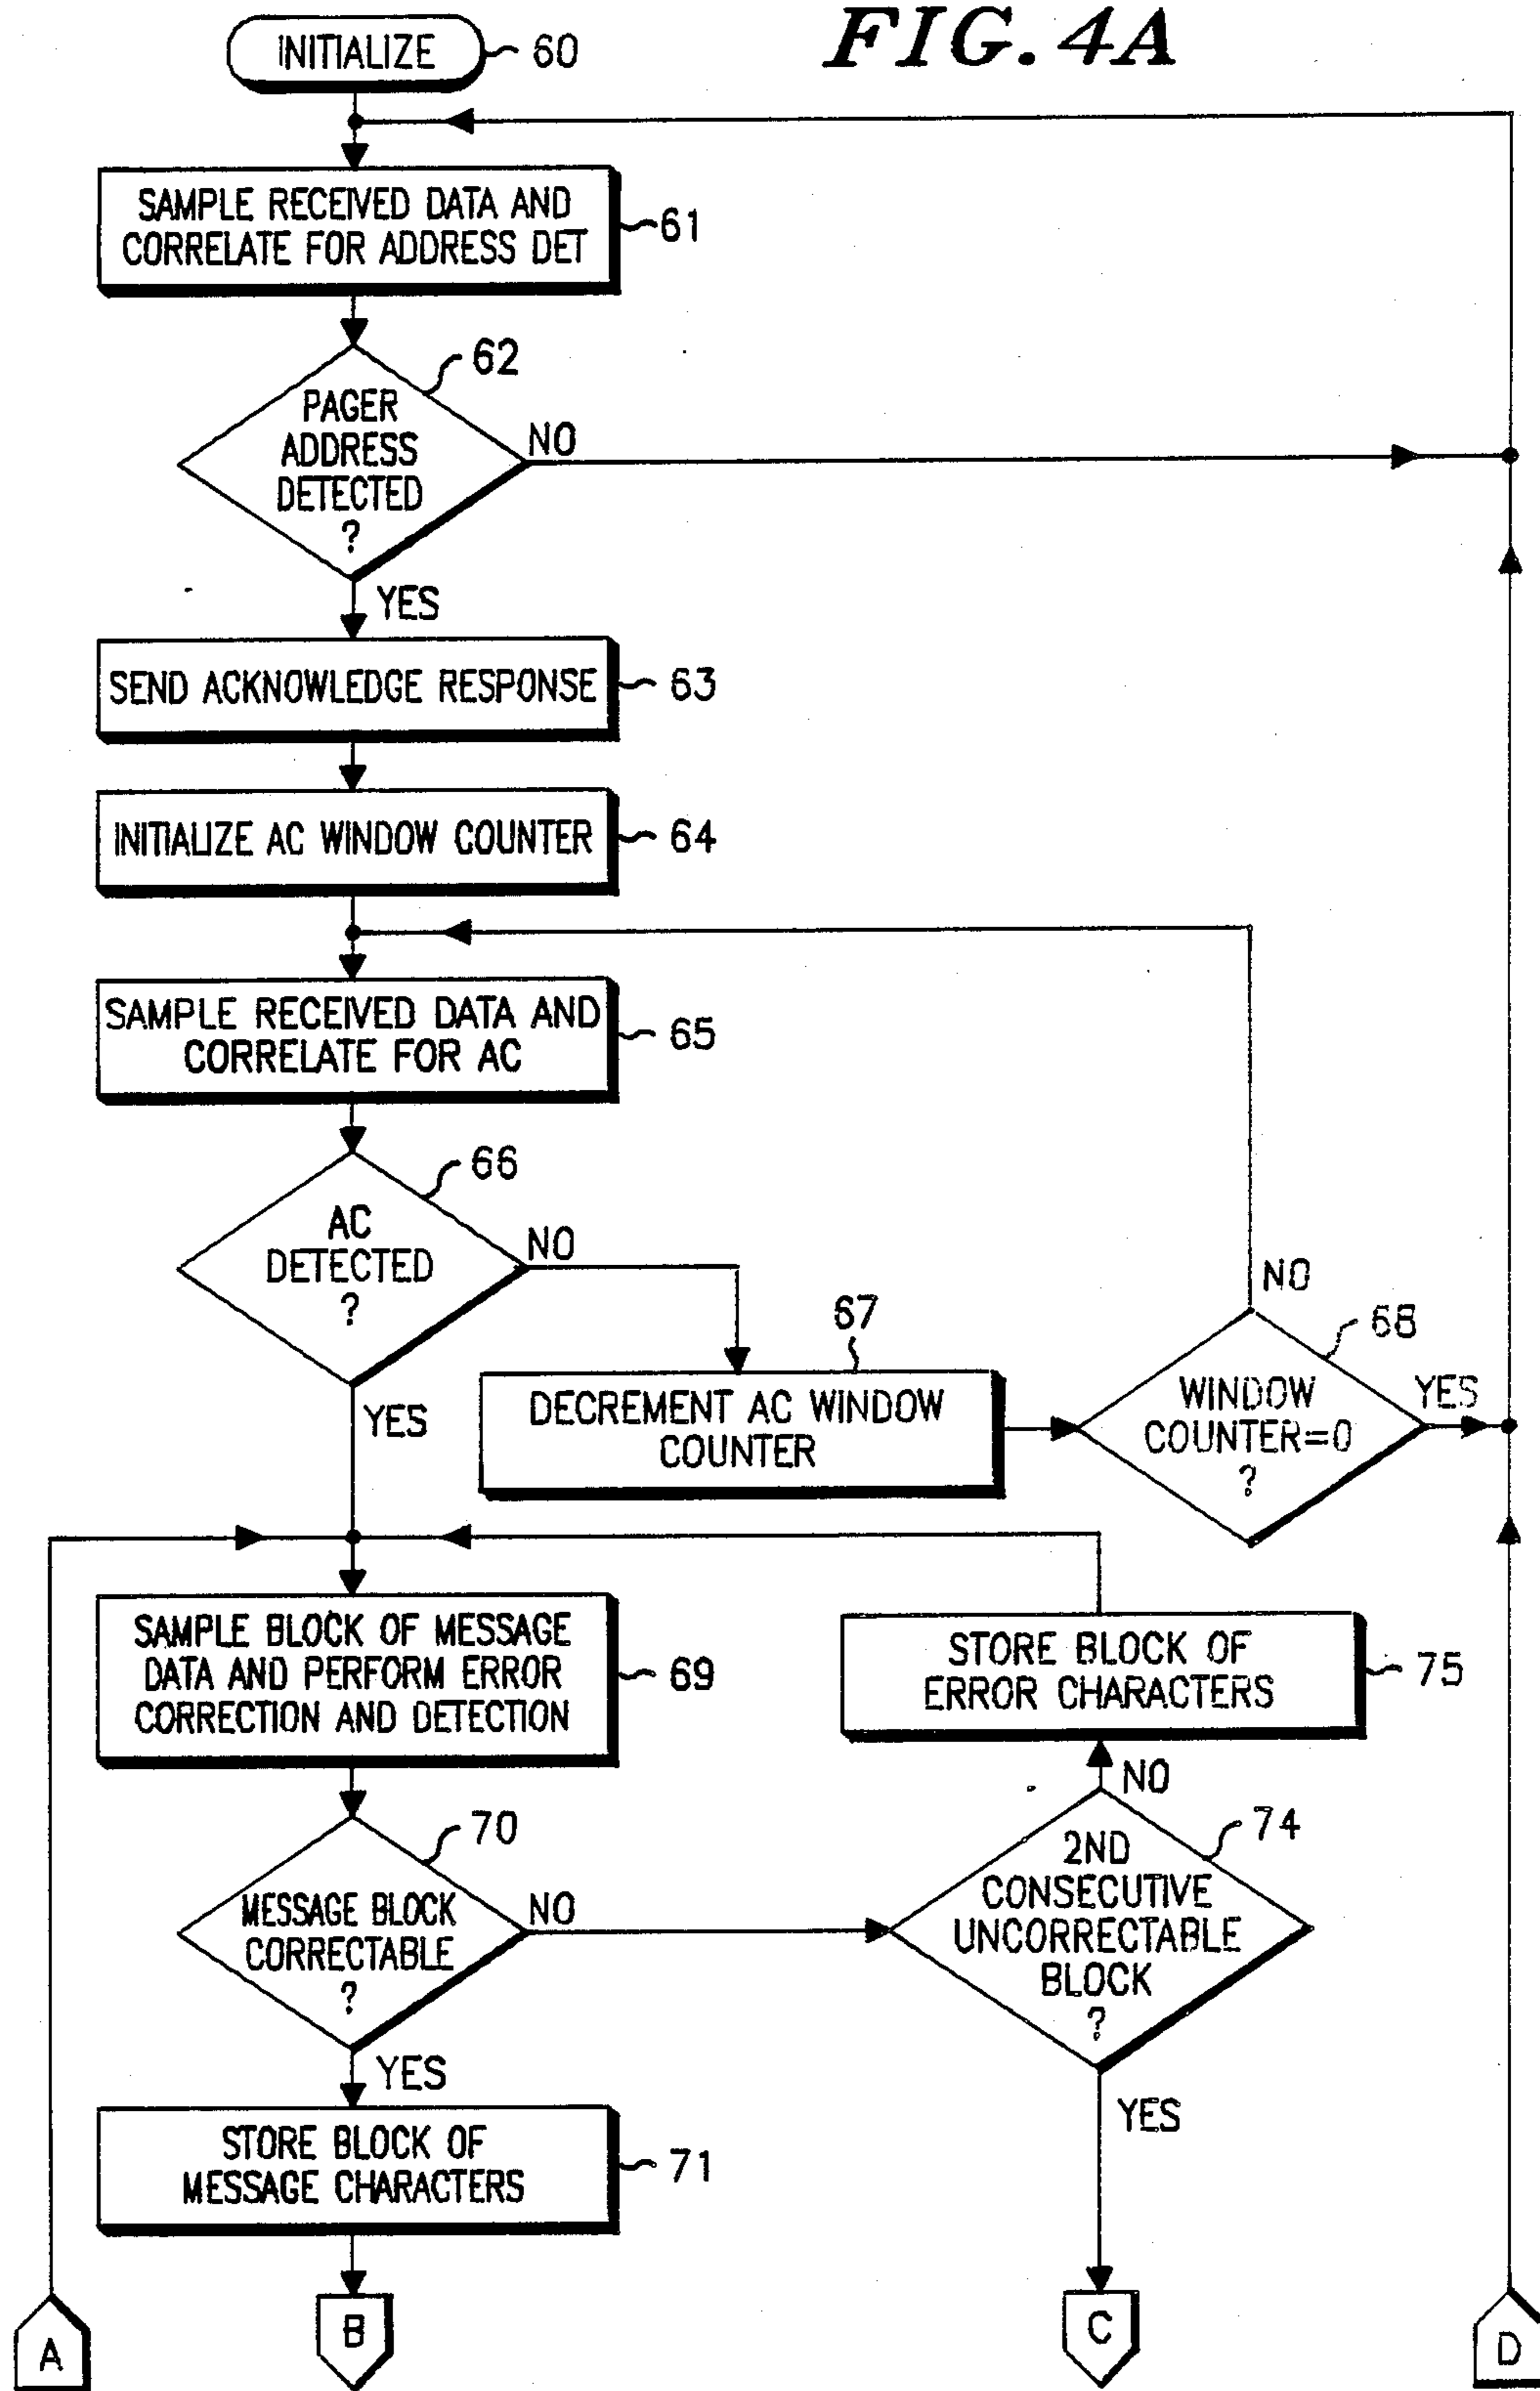 FIG. 4A
INITIALIZE
60
SAMPLE RECEIVED DATA AND
CORRELATE FOR ADDRESS DET
61
62
PAGER
ADDRESS
DETECTED
?
NO
YES
SEND ACKNOWLEDGE RESPONSE
63
INITIALIZE AC WINDOW COUNTER
64
SAMPLE RECEIVED DATA AND
CORRELATE FOR AC
65
66
AC
DETECTED
?
NO
YES
67
DECREMENT AC WINDOW
COUNTER
NO
68
WINDOW
COUNTER=0
?
YES
SAMPLE BLOCK OF MESSAGE
DATA AND PERFORM ERROR
CORRECTION AND DETECTION
69
STORE BLOCK OF
ERROR CHARACTERS
75
NO
70
MESSAGE BLOCK
CORRECTABLE
?
NO
YES
74
2ND
CONSECUTIVE
UNCORRECTABLE
BLOCK
?
YES
STORE BLOCK OF
MESSAGE CHARACTERS
71
A
B
C
D